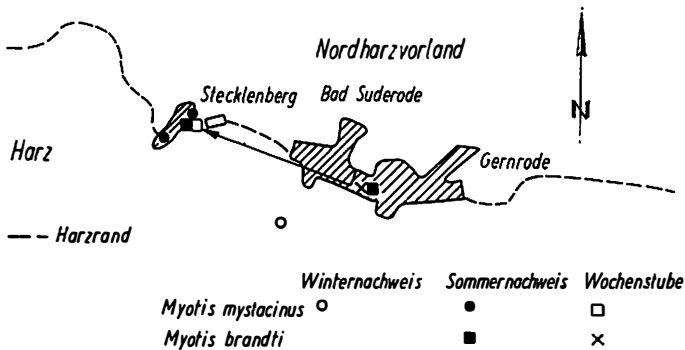 Nordharzvorland
Stecklenberg Bad Suderode
N
Harz
Gernrode
Harzrand
Winternachweis Sommernachweis Wochenstube
Myotis mystacinus
Myotis brandti